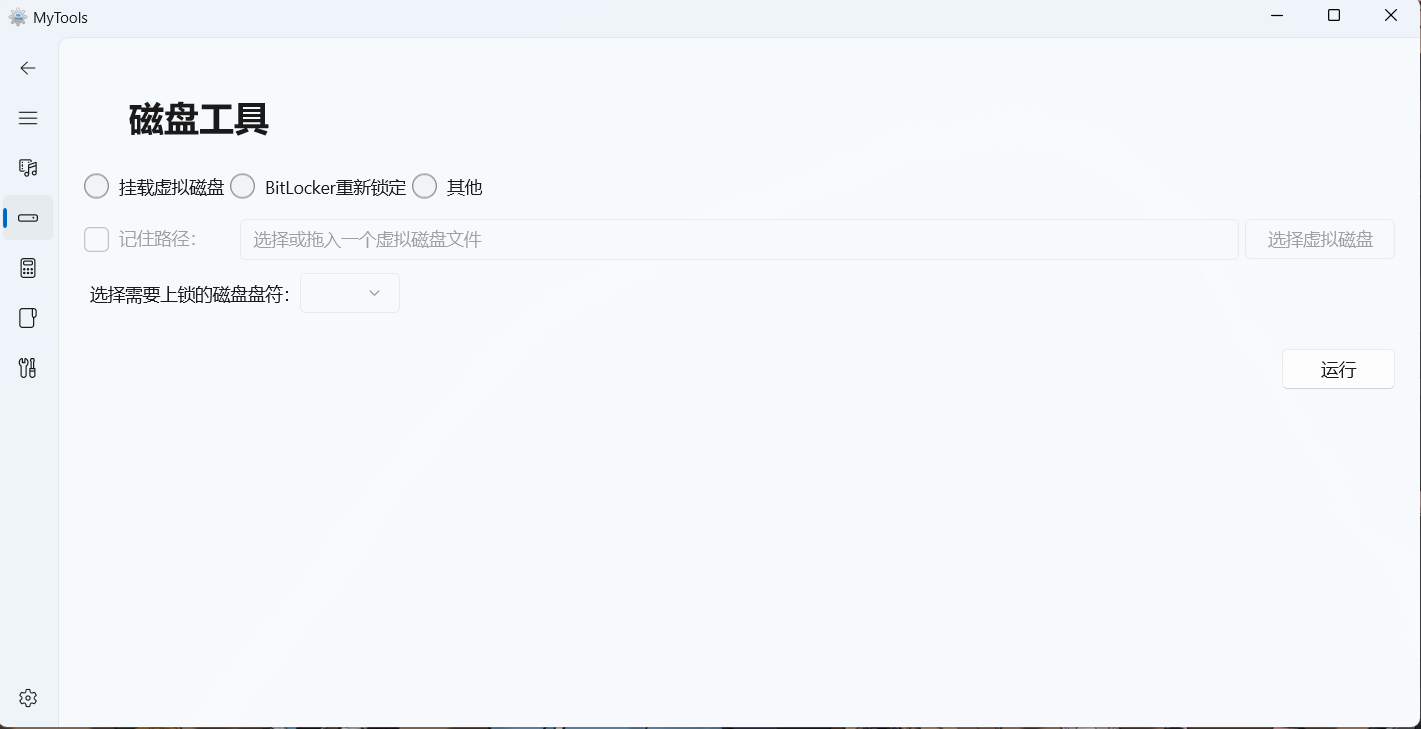 MyTools
磁盘工具
挂载虚拟磁盘 BitLocker重新锁定 其他
记住路径： 选择或拖入一个虚拟磁盘文件 选择虚拟磁盘
选择需要上锁的磁盘盘符：
运行